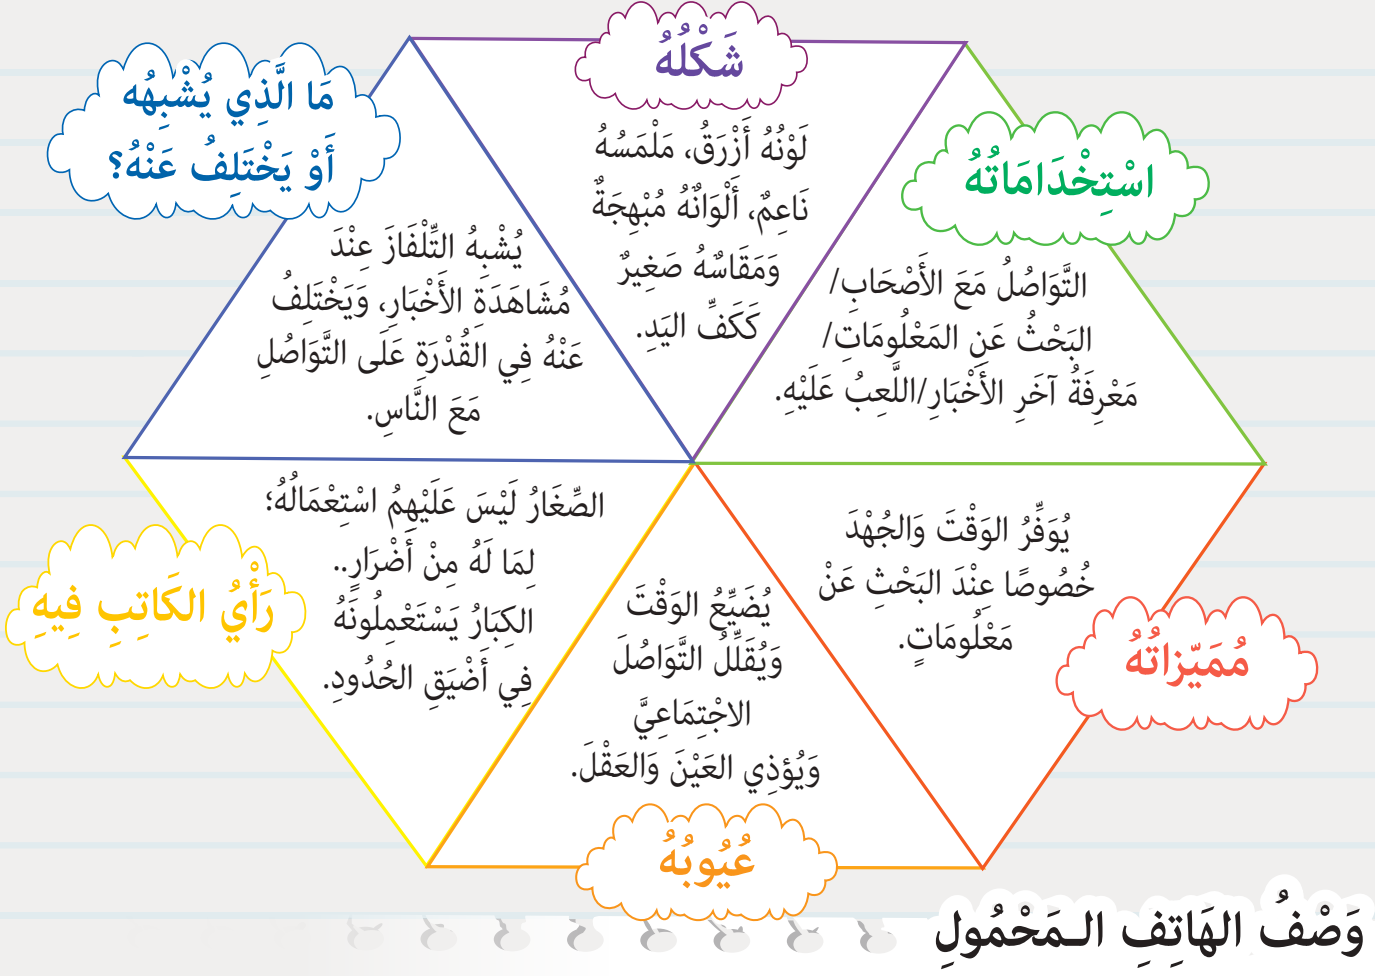 شَكْلُهُ
لَوْنُهُ أَزْرَقُ، مَلْمَسُهُ
نَاعِمٌ، أَلْوَانُهُ مُبْهِجَةٌ
وَمَقَاسُهُ صَغِيرٌ
كَكَفِّ اليَدِ.
اسْتِخْدَامَاتُهُ
التَّوَاصُلُ مَعَ الأَصْحَابِ/
البَحْثُ عَنِ المَعْلُومَاتِ/
مَعْرِفَةُ آخَرِ الأَخْبَارِ/اللَّعِبُ عَلَيْهِ.
مُمَيّزاتُهُ
يُوَفِّرُ الوَقْتَ وَالجُهْدَ
خُصُوصًا عِنْدَ البَحْثِ عَنْ
مَعْلُومَاتٍ.
عُيُوبُهُ
يُضَيِّعُ الوَقْتَ
وَيُقَلِّلُ التَّوَاصُلَ
الاجْتِمَاعِيَّ
وَيُؤذِي العَيْنَ وَالعَقْلَ.
رَأْيُ الكَاتِبِ فِيهِ
الصِّغَارُ لَيْسَ عَلَيْهِمُ اسْتِعْمَالُهُ؛
لِمَا لَهُ مِنْ أَضْرَارٍ..
الكِبَارُ يَسْتَعْمِلُونَهُ
فِي أَضْيَقِ الحُدُودِ.
مَا الَّذِي يُشْبِهُه
أَوْ يَخْتَلِفُ عَنْهُ؟
يُشْبِهُ التِّلْفَازَ عِنْدَ
مُشَاهَدَةِ الأَخْبَارِ، وَيَخْتَلِفُ
عَنْهُ فِي القُدْرَةِ عَلَى التَّوَاصُلِ
مَعَ النَّاسِ.
وَصْفُ الهَاتِفِ الـمَحْمُولِ